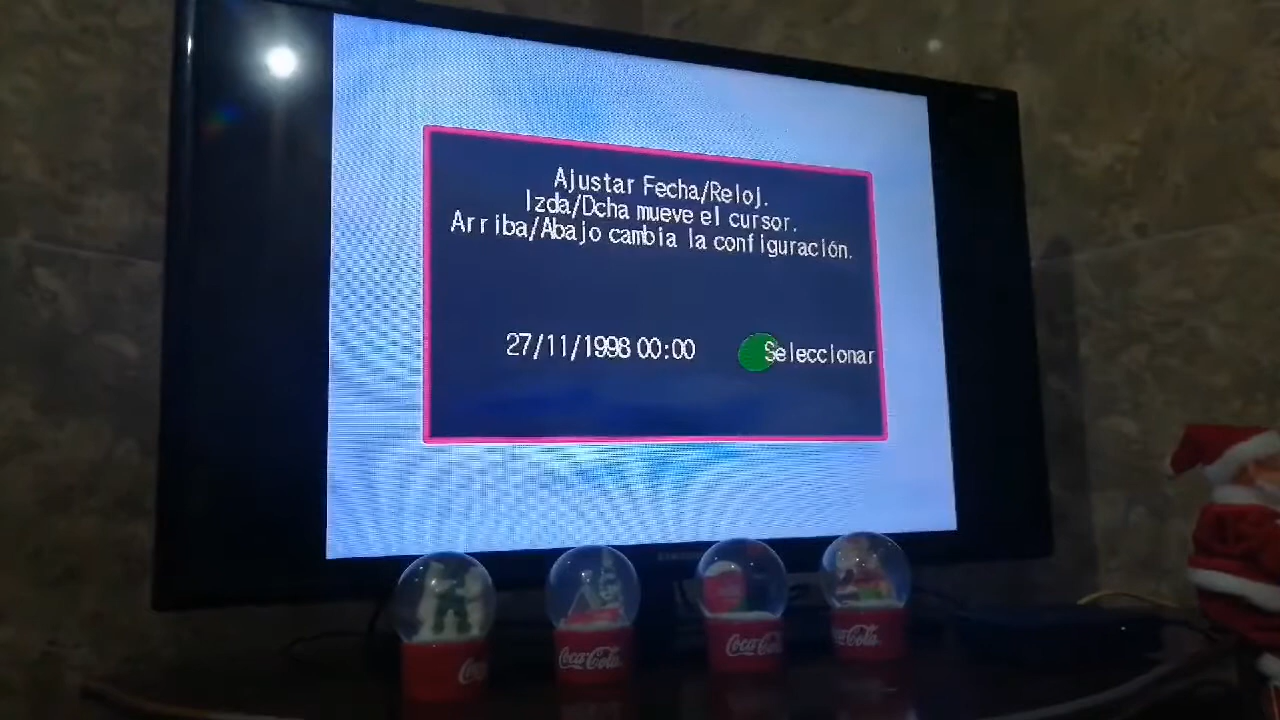 Ajustar Fecha/Reloj.
Izda/Dcha mueve el cursor.
Arriba/Abajo cambia la configuración.
27/11/1998 00:00
Seleccionar
Coca-Cola
Coca-Cola
Coca-Cola